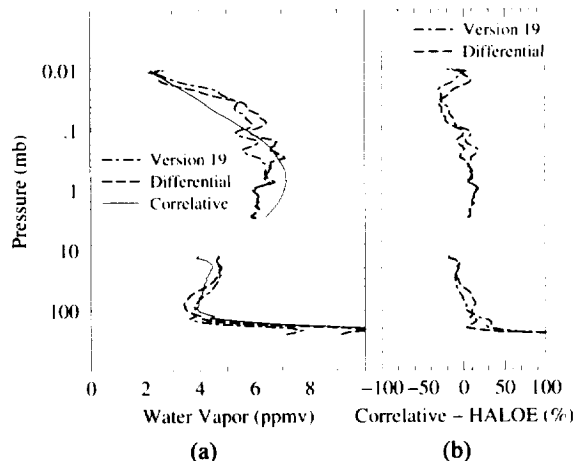 Version 19
Differential
0.01
.1
1
10
100
Pressure (mb)
Version 19
Differential
Correlative
0 2 4 6 8
Water Vapor (ppmv)
(a)
−100 −50 0 50 100
Correlative − HALOE (%)
(b)